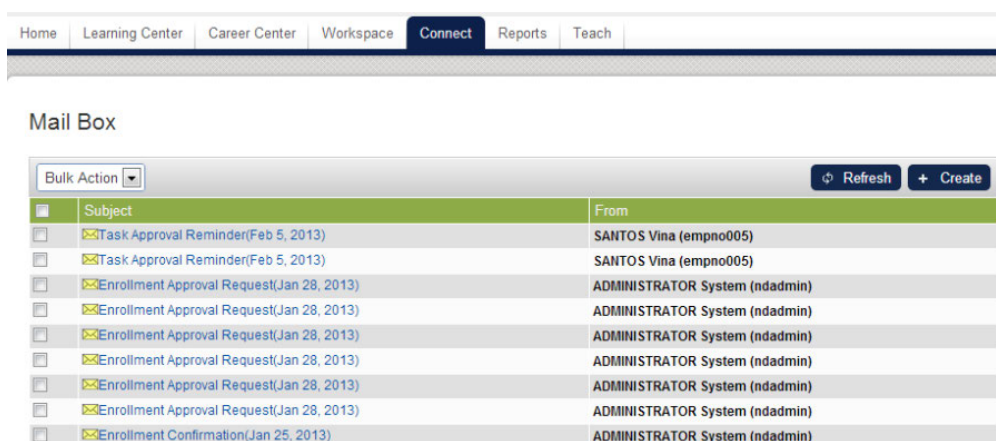 Home Learning Center Career Center Workspace Connect Reports Teach
Mail Box
Bulk Action Refresh + Create
Subject From
Task Approval Reminder(Feb 5, 2013) SANTOS Vina (empno005)
Task Approval Reminder(Feb 5, 2013) SANTOS Vina (empno005)
Enrollment Approval Request(Jan 28, 2013) ADMINISTRATOR System (ndadmin)
Enrollment Approval Request(Jan 28, 2013) ADMINISTRATOR System (ndadmin)
Enrollment Approval Request(Jan 28, 2013) ADMINISTRATOR System (ndadmin)
Enrollment Approval Request(Jan 28, 2013) ADMINISTRATOR System (ndadmin)
Enrollment Approval Request(Jan 28, 2013) ADMINISTRATOR System (ndadmin)
Enrollment Approval Request(Jan 28, 2013) ADMINISTRATOR System (ndadmin)
Enrollment Confirmation(Jan 25, 2013) ADMINISTRATOR System (ndadmin)